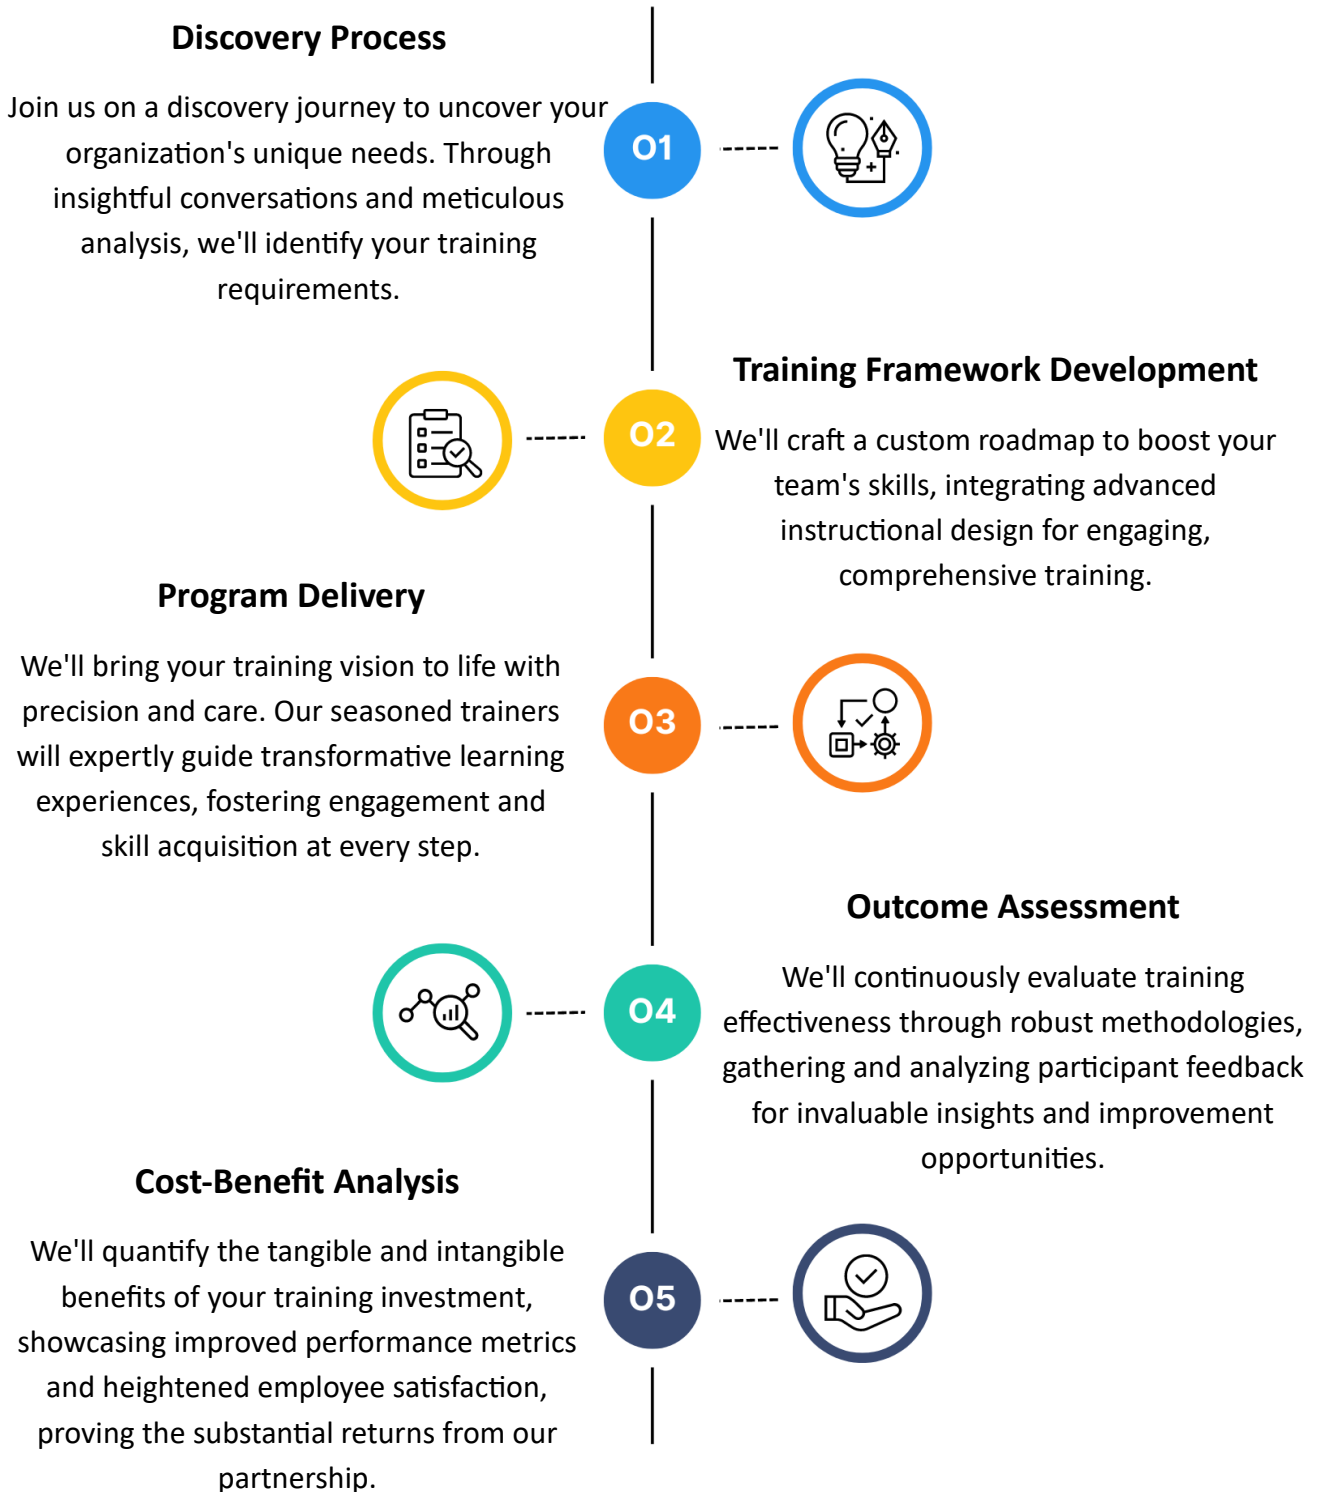 Discovery Process
Join us on a discovery journey to uncover your
organization's unique needs. Through
insightful conversations and meticulous
analysis, we'll identify your training
requirements.
01
Training Framework Development
02
We'll craft a custom roadmap to boost your
team's skills, integrating advanced
instructional design for engaging,
comprehensive training.
Program Delivery
We'll bring your training vision to life with
precision and care. Our seasoned trainers
will expertly guide transformative learning
experiences, fostering engagement and
skill acquisition at every step.
03
Outcome Assessment
04
We'll continuously evaluate training
effectiveness through robust methodologies,
gathering and analyzing participant feedback
for invaluable insights and improvement
opportunities.
Cost-Benefit Analysis
We'll quantify the tangible and intangible
benefits of your training investment,
showcasing improved performance metrics
and heightened employee satisfaction,
proving the substantial returns from our
partnership.
05